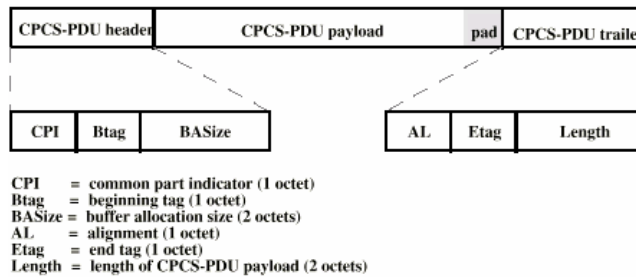 CPCS-PDU header CPCS-PDU payload pad CPCS-PDU traile
CPI Btag BASize AL Etag Length
CPI = common part indicator (1 octet)
Btag = beginning tag (1 octet)
BASize = buffer allocation size (2 octets)
AL = alignment (1 octet)
Etag = end tag (1 octet)
Length = length of CPCS-PDU payload (2 octets)